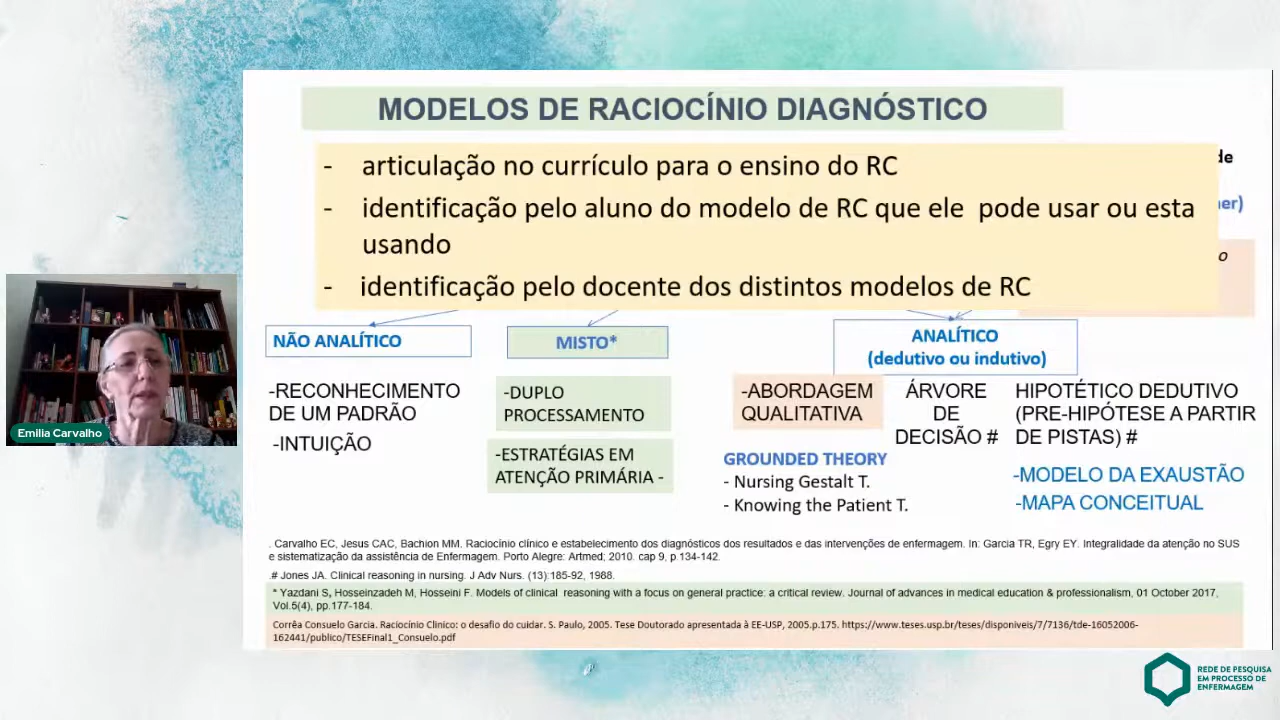 MODELOS DE RACIOCÍNIO DIAGNÓSTICO
- articulação no currículo para o ensino do RC
- identificação pelo aluno do modelo de RC que ele pode usar ou esta
usando
- identificação pelo docente dos distintos modelos de RC
de
her)
o
NÃO ANALÍTICO
-RECONHECIMENTO
DE UM PADRÃO
-INTUIÇÃO
MISTO*
-DUPLO
PROCESSAMENTO
-ESTRATÉGIAS EM
ATENÇÃO PRIMÁRIA -
ANALÍTICO
(dedutivo ou indutivo)
-ABORDAGEM
QUALITATIVA
GROUNDED THEORY
- Nursing Gestalt T.
- Knowing the Patient T.
ÁRVORE
DE
DECISÃO #
HIPOTÉTICO DEDUTIVO
(PRE-HIPÓTESE A PARTIR
DE PISTAS) #
-MODELO DA EXAUSTÃO
-MAPA CONCEITUAL
. Carvalho EC, Jesus CAC, Bachion MM. Raciocínio clínico e estabelecimento dos diagnósticos dos resultados e das intervenções de enfermagem. In: Garcia TR, Egry EY. Integralidade da atenção no SUS
e sistematização da assistência de Enfermagem. Porto Alegre: Artmed; 2010. cap 9, p.134-142.
.# Jones JA. Clinical reasoning in nursing. J Adv Nurs. (13):185-92, 1988.
* Yazdani S, Hosseinzadeh M, Hosseini F. Models of clinical reasoning with a focus on general practice: a critical review. Journal of advances in medical education & professionalism, 01 October 2017,
Vol.5(4), pp.177-184.
Corrêa Consuelo Garcia. Raciocínio Clinico: o desafio do cuidar. S. Paulo, 2005. Tese Doutorado apresentada à EE-USP, 2005.p.175. https://www.teses.usp.br/teses/disponiveis/7/7136/tde-16052006-
162441/publico/TESEFinal1_Consuelo.pdf
Emilia Carvalho
REDE DE PESQUISA
EM PROCESSO DE
ENFERMAGEM